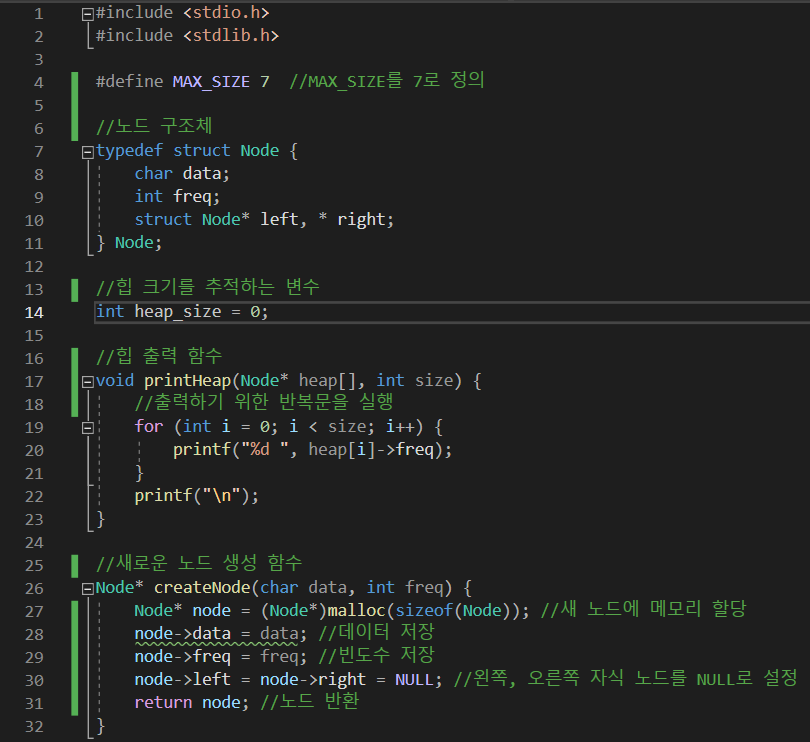 1 #include <stdio.h>
2 #include <stdlib.h>
3
4 #define MAX_SIZE 7  //MAX_SIZE를 7로 정의
5
6 //노드 구조체
7 typedef struct Node {
8     char data;
9     int freq;
10     struct Node* left, * right;
11 } Node;
12
13 //힙 크기를 추적하는 변수
14 int heap_size = 0;
15
16 //힙 출력 함수
17 void printHeap(Node* heap[], int size) {
18     //출력하기 위한 반복문을 실행
19     for (int i = 0; i < size; i++) {
20         printf("%d ", heap[i]->freq);
21     }
22     printf("\n");
23 }
24
25 //새로운 노드 생성 함수
26 Node* createNode(char data, int freq) {
27     Node* node = (Node*)malloc(sizeof(Node)); //새 노드에 메모리 할당
28     node->data = data; //데이터 저장
29     node->freq = freq; //빈도수 저장
30     node->left = node->right = NULL; //왼쪽, 오른쪽 자식 노드를 NULL로 설정
31     return node; //노드 반환
32 }